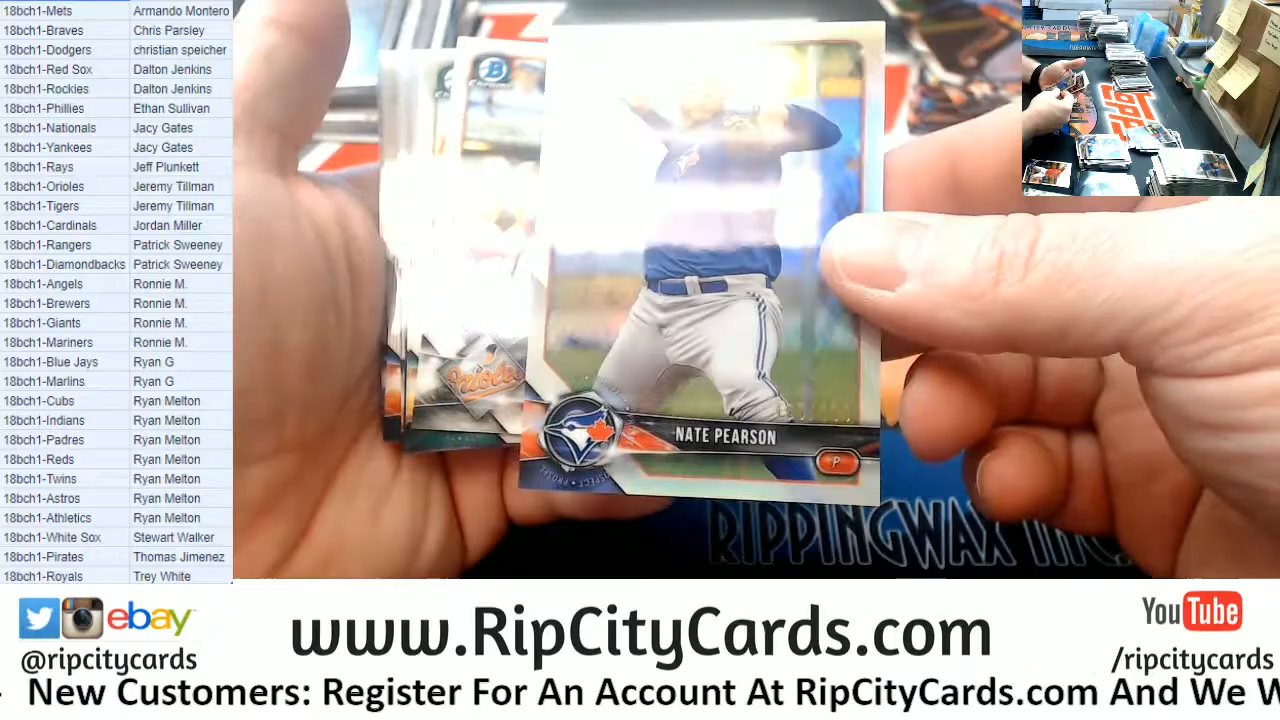 18bch1-Mets Armando Montero
18bch1-Braves Chris Parsley
18bch1-Dodgers christian speicher
18bch1-Red Sox Dalton Jenkins
18bch1-Rockies Dalton Jenkins
18bch1-Phillies Ethan Sullivan
18bch1-Nationals Jacy Gates
18bch1-Yankees Jacy Gates
18bch1-Rays Jeff Plunkett
18bch1-Orioles Jeremy Tillman
18bch1-Tigers Jeremy Tillman
18bch1-Cardinals Jordan Miller
18bch1-Rangers Patrick Sweeney
18bch1-Diamondbacks Patrick Sweeney
18bch1-Angels Ronnie M.
18bch1-Brewers Ronnie M.
18bch1-Giants Ronnie M.
18bch1-Mariners Ronnie M.
18bch1-Blue Jays Ryan G
18bch1-Marlins Ryan G
18bch1-Cubs Ryan Melton
18bch1-Indians Ryan Melton
18bch1-Padres Ryan Melton
18bch1-Reds Ryan Melton
18bch1-Twins Ryan Melton
18bch1-Astros Ryan Melton
18bch1-Athletics Ryan Melton
18bch1-White Sox Stewart Walker
18bch1-Pirates Thomas Jimenez
18bch1-Royals Trey White
B
Orioles
NATE PEARSON
P
RIPPINGWAX
Topps
ebay
@ripcitycards
www.RipCityCards.com
YouTube
/ripcitycards
New Customers: Register For An Account At RipCityCards.com And We W